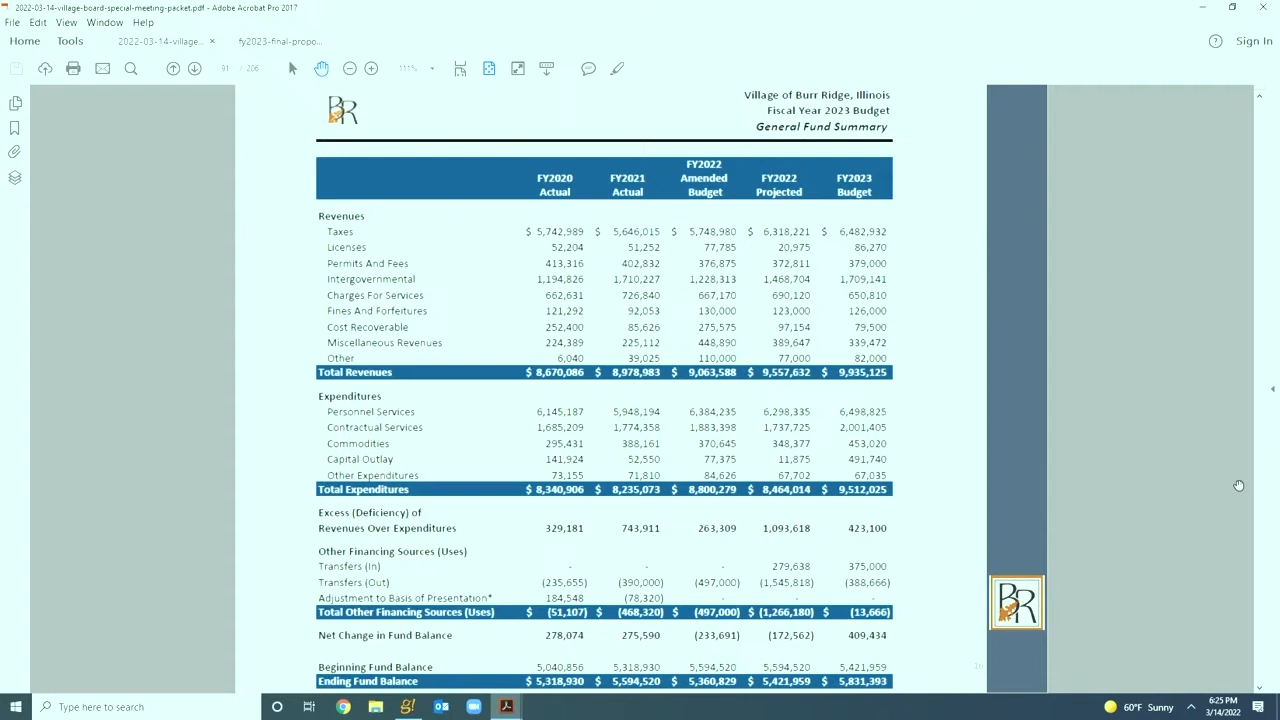 2022-03-14-village-board-special-meeting-packet.pdf - Adobe Acrobat Pro 2017
File Edit View Window Help
Home Tools 2022-03-14-village... × fy2023-final-propo... ? Sign In
91 / 206 111%
BR
Village of Burr Ridge, Illinois
Fiscal Year 2023 Budget
General Fund Summary
FY2020 Actual FY2021 Actual FY2022 Amended Budget FY2022 Projected FY2023 Budget
Revenues
Taxes $ 5,742,989 $ 5,646,015 $ 5,748,980 $ 6,318,221 $ 6,482,932
Licenses 52,204 51,252 77,785 20,975 86,270
Permits And Fees 413,316 402,832 376,875 372,811 379,000
Intergovernmental 1,194,826 1,710,227 1,228,313 1,468,704 1,709,141
Charges For Services 662,631 726,840 667,170 690,120 650,810
Fines And Forfeitures 121,292 92,053 130,000 123,000 126,000
Cost Recoverable 252,400 85,626 275,575 97,154 79,500
Miscellaneous Revenues 224,389 225,112 448,890 389,647 339,472
Other 6,040 39,025 110,000 77,000 82,000
Total Revenues $ 8,670,086 $ 8,978,983 $ 9,063,588 $ 9,557,632 $ 9,935,125
Expenditures
Personnel Services 6,145,187 5,948,194 6,384,235 6,298,335 6,498,825
Contractual Services 1,685,209 1,774,358 1,883,398 1,737,725 2,001,405
Commodities 295,431 388,161 370,645 348,377 453,020
Capital Outlay 141,924 52,550 77,375 11,875 491,740
Other Expenditures 73,155 71,810 84,626 67,702 67,035
Total Expenditures $ 8,340,906 $ 8,235,073 $ 8,800,279 $ 8,464,014 $ 9,512,025
Excess (Deficiency) of
Revenues Over Expenditures 329,181 743,911 263,309 1,093,618 423,100
Other Financing Sources (Uses)
Transfers (In) - - - 279,638 375,000
Transfers (Out) (235,655) (390,000) (497,000) (1,545,818) (388,666)
Adjustment to Basis of Presentation* 184,548 (78,320) - - -
Total Other Financing Sources (Uses) $ (51,107) $ (468,320) $ (497,000) $ (1,266,180) $ (13,666)
Net Change in Fund Balance 278,074 275,590 (233,691) (172,562) 409,434
Beginning Fund Balance 5,040,856 5,318,930 5,594,520 5,594,520 5,421,959
Ending Fund Balance $ 5,318,930 $ 5,594,520 $ 5,360,829 $ 5,421,959 $ 5,831,393
16
BR
Type here to search
60°F Sunny
6:25 PM
3/14/2022